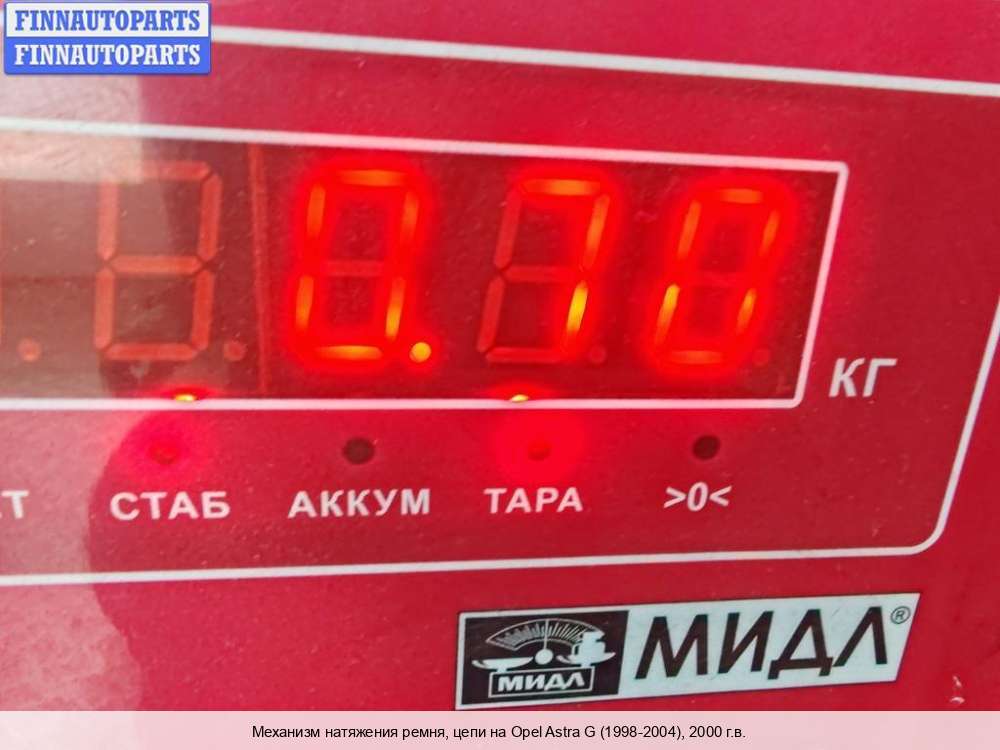 FINNAUTOPARTS
FINNAUTOPARTS
0.70
КГ
СТАБ
АККУМ
ТАРА
>0<
МИДЛ
МИДЛ®
Механизм натяжения ремня, цепи на Opel Astra G (1998-2004), 2000 г.в.